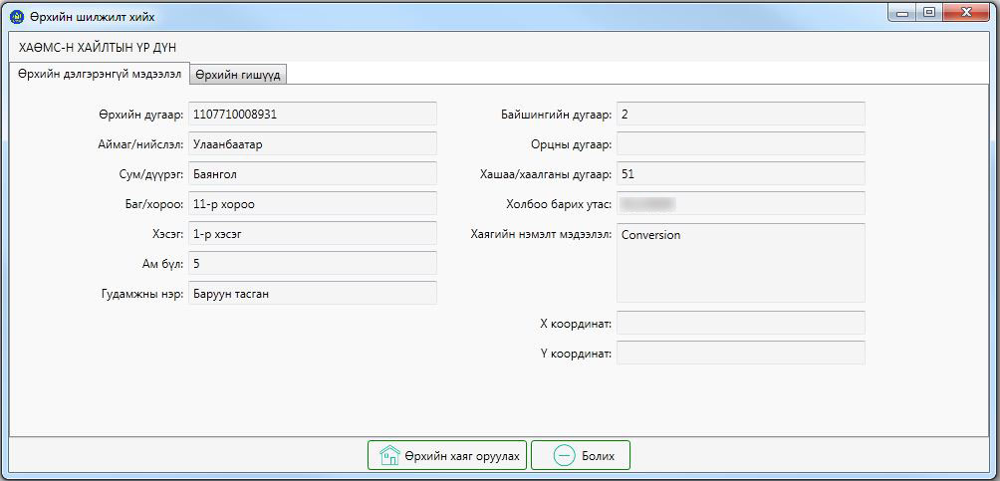 Өрхийн шилжилт хийх
ХАӨМС-Н ХАЙЛТЫН ҮР ДҮН
Өрхийн дэлгэрэнгүй мэдээлэл
Өрхийн гишүүд
Өрхийн дугаар: 1107710008931
Аймаг/нийслэл: Улаанбаатар
Сум/дүүрэг: Баянгол
Баг/хороо: 11-р хороо
Хэсэг: 1-р хэсэг
Ам бүл: 5
Гудамжны нэр: Баруун тасган
Байшингийн дугаар: 2
Орцны дугаар:
Хашаа/хаалганы дугаар: 51
Холбоо барих утас:
Хаягийн нэмэлт мэдээлэл: Conversion
X координат:
Ү координат:
Өрхийн хаяг оруулах
Болих